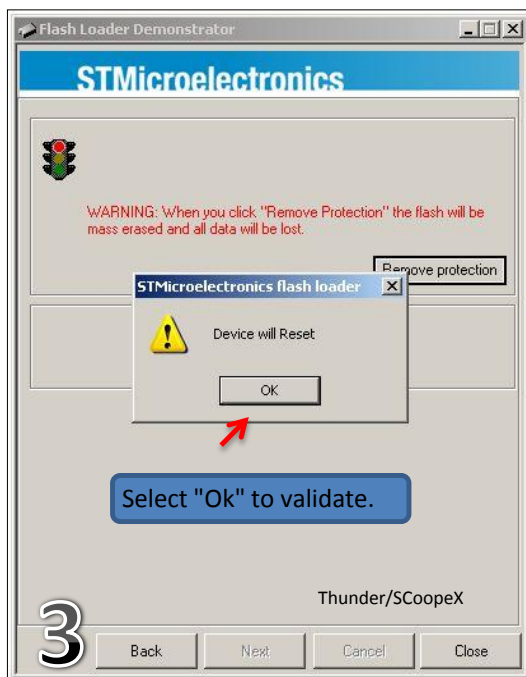 Flash Loader Demonstrator
STMicroelectronics
WARNING: When you click "Remove Protection" the flash will be
mass erased and all data will be lost.
Remove protection
STMicroelectronics flash loader
Device will Reset
OK
Select "Ok" to validate.
Thunder/SCoopeX
3
Back
Next
Cancel
Close